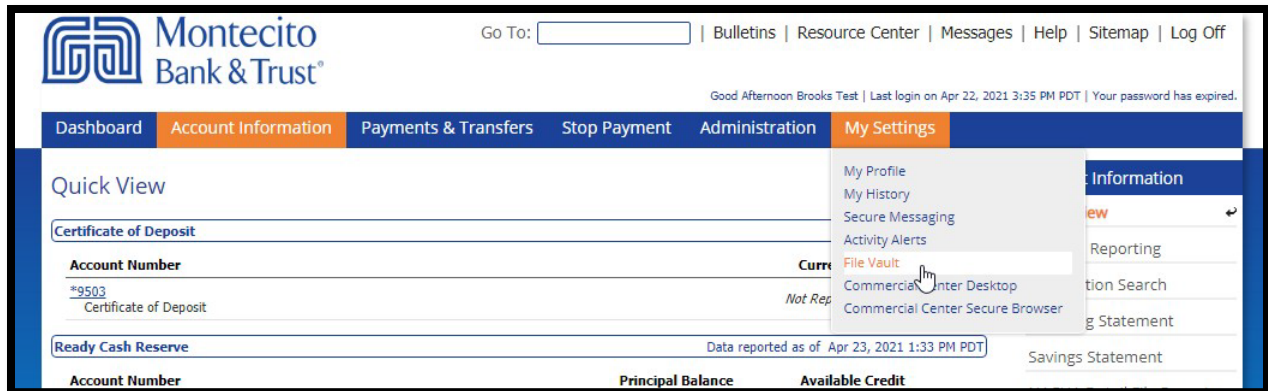 Montecito
Bank & Trust®
Go To: | Bulletins | Resource Center | Messages | Help | Sitemap | Log Off
Good Afternoon Brooks Test | Last login on Apr 22, 2021 3:35 PM PDT | Your password has expired.
Dashboard Account Information Payments & Transfers Stop Payment Administration My Settings
My Profile
My History
Secure Messaging
Activity Alerts
File Vault
Commercial Center Desktop
Commercial Center Secure Browser
Quick View
Certificate of Deposit
Account Number Curre
*9503 Not Rep
Certificate of Deposit
Ready Cash Reserve Data reported as of Apr 23, 2021 1:33 PM PDT
Account Number Principal Balance Available Credit
Information
ew
Reporting
tion Search
g Statement
Savings Statement